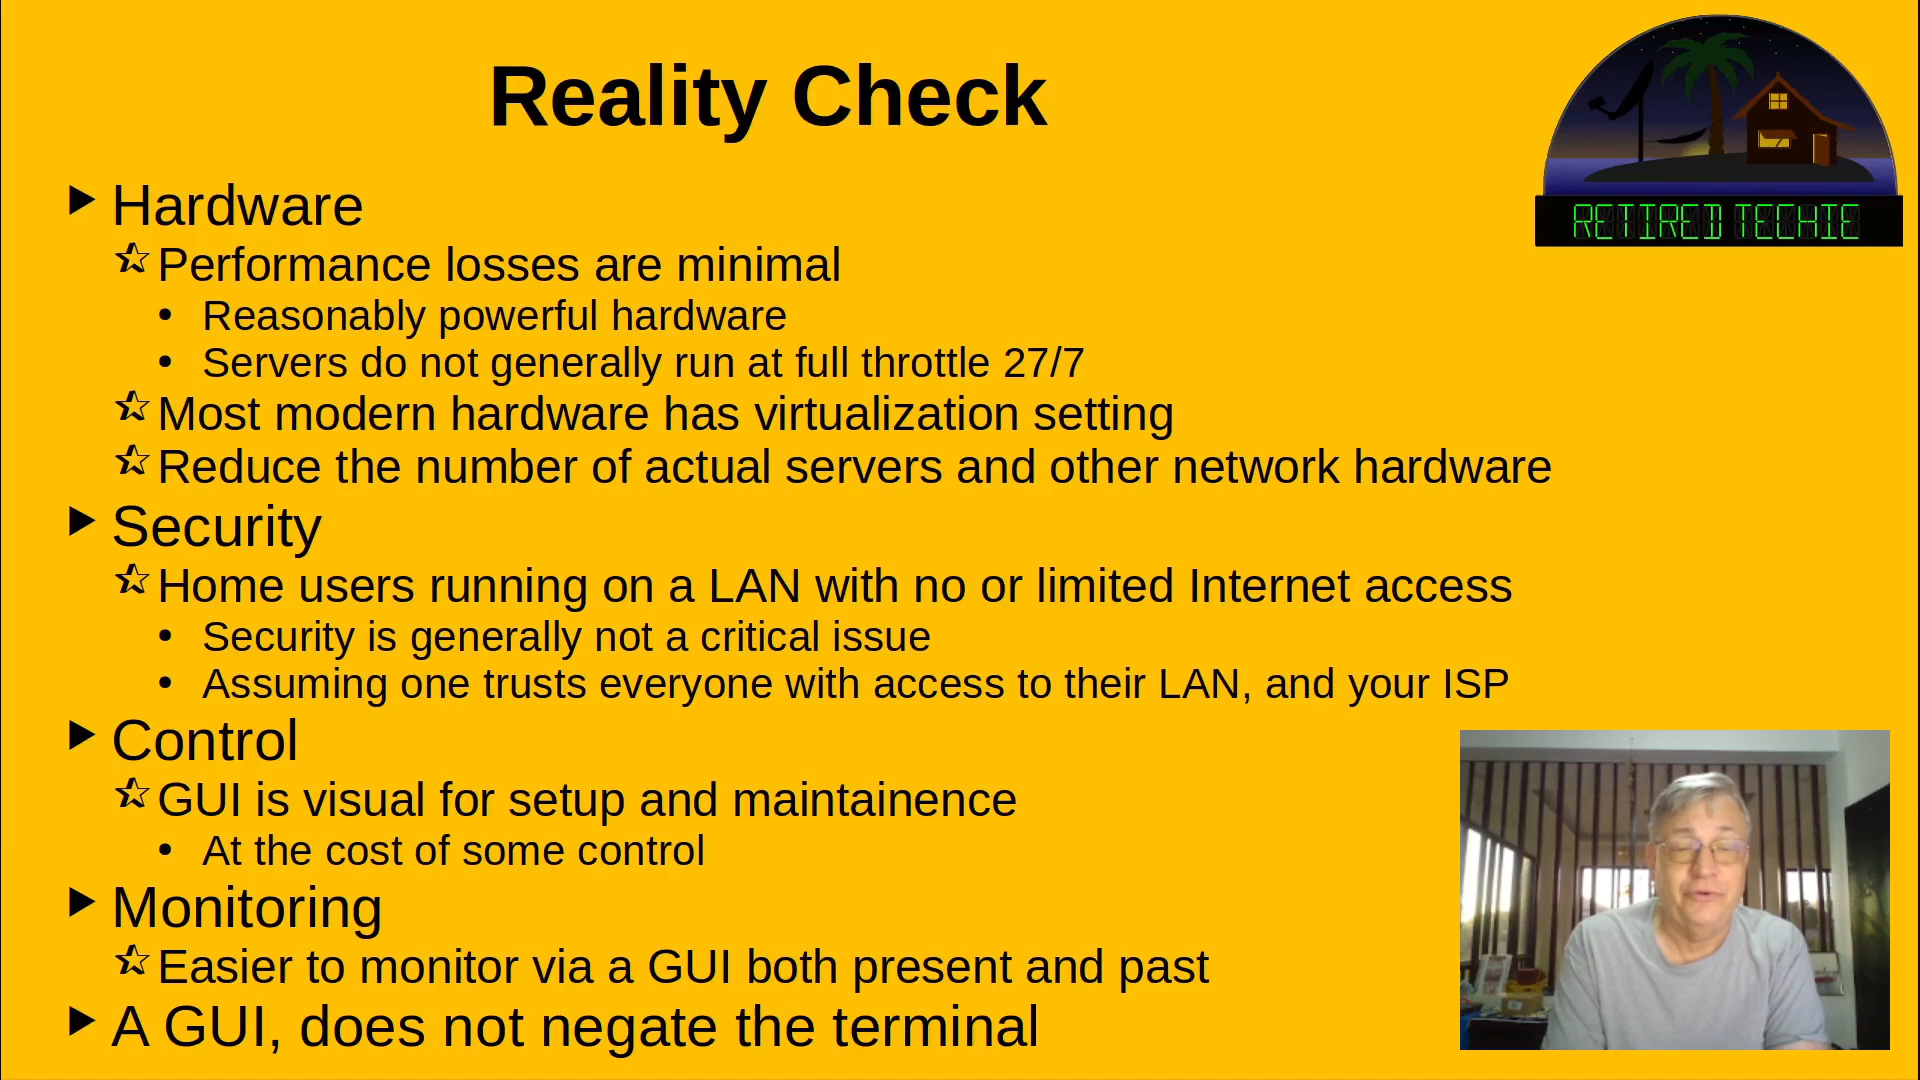 Reality Check
RETIRED TECHIE
Hardware
Performance losses are minimal
Reasonably powerful hardware
Servers do not generally run at full throttle 27/7
Most modern hardware has virtualization setting
Reduce the number of actual servers and other network hardware
Security
Home users running on a LAN with no or limited Internet access
Security is generally not a critical issue
Assuming one trusts everyone with access to their LAN, and your ISP
Control
GUI is visual for setup and maintainence
At the cost of some control
Monitoring
Easier to monitor via a GUI both present and past
A GUI, does not negate the terminal